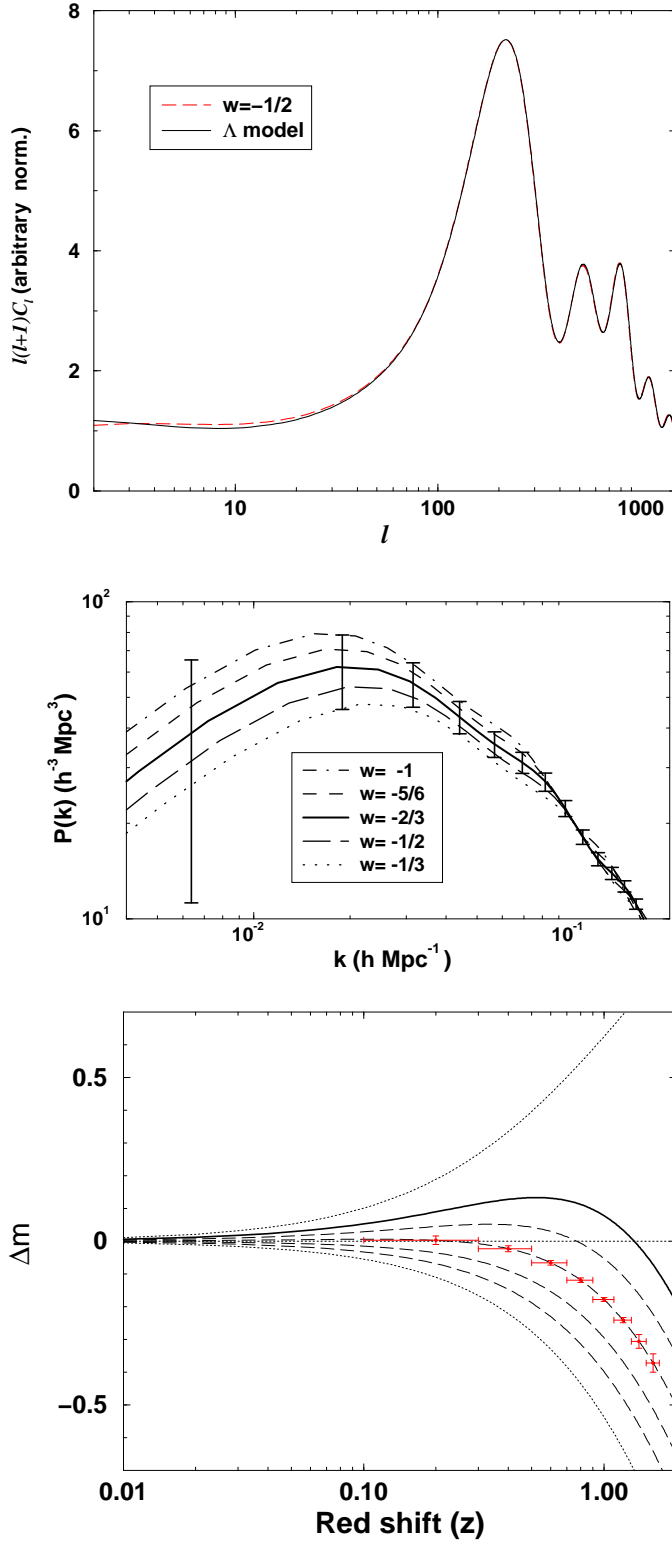 8
6
4
2
0
l(l+1)C_l (arbitrary norm.)
w=−1/2
Λ model
10
100
1000
l
10²
10¹
P(k) (h⁻³ Mpc³)
w= -1
w= -5/6
w= -2/3
w= -1/2
w= -1/3
10⁻²
10⁻¹
k (h Mpc⁻¹)
0.5
0
−0.5
Δm
0.01
0.10
1.00
Red shift (z)